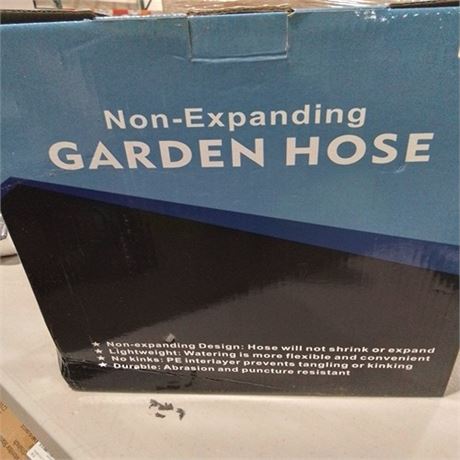 Non-Expanding
GARDEN HOSE
★ Non-expanding Design: Hose will not shrink or expand
★ Lightweight: Watering is more flexible and convenient
★ No kinks: PE interlayer prevents tangling or kinking
★ Durable: Abrasion and puncture resistant